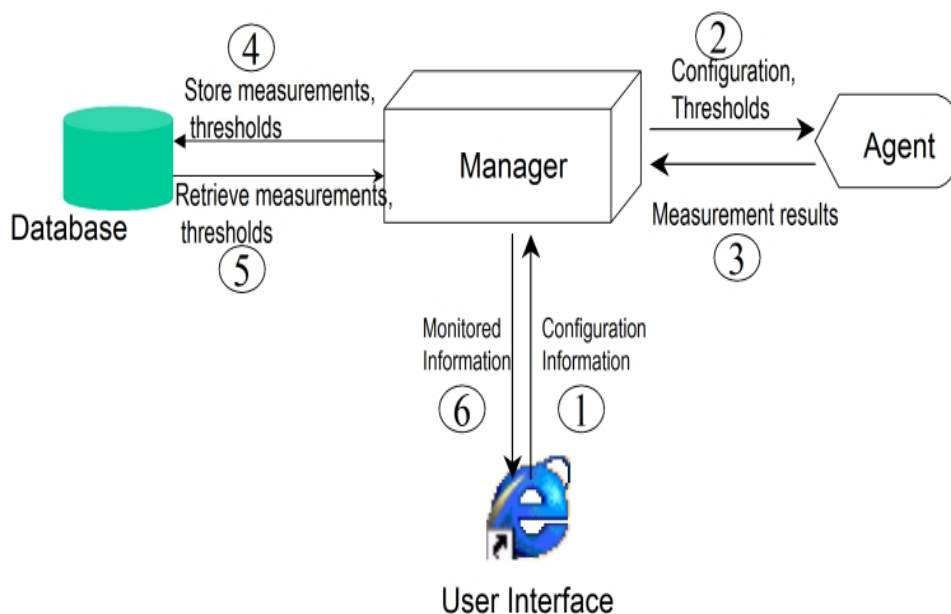 4
Store measurements,
thresholds
2
Configuration,
Thresholds
Manager
Agent
Database
Retrieve measurements,
thresholds
5
Measurement results
3
Monitored
Information
6
Configuration
Information
1
User Interface